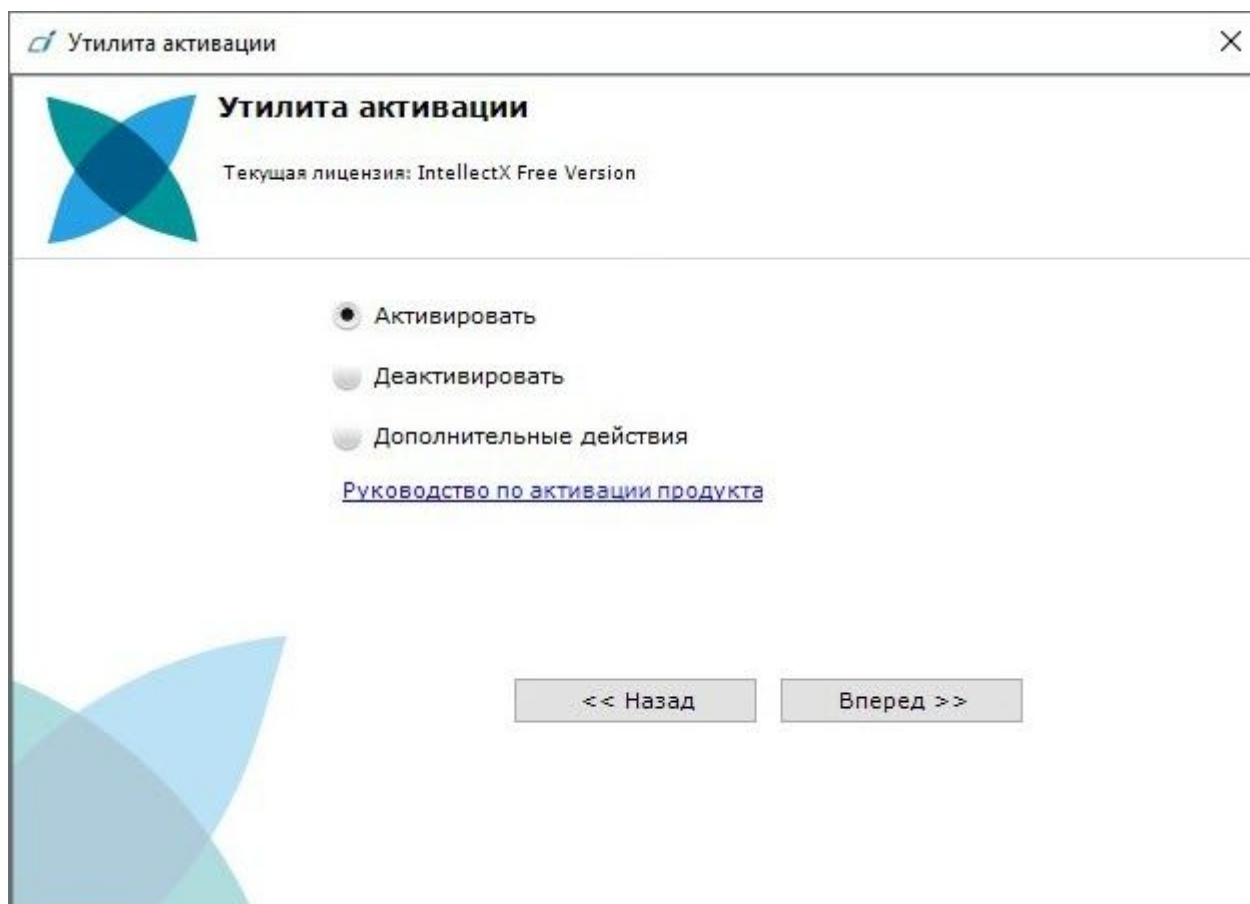 Утилита активации
Утилита активации
Текущая лицензия: IntellectX Free Version
Активировать
Деактивировать
Дополнительные действия
Руководство по активации продукта
<< Назад
Вперед >>